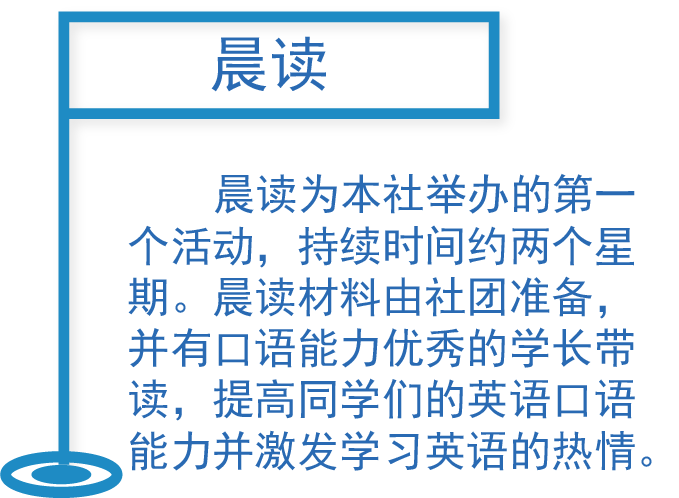 晨读
晨读为本社举办的第一
个活动，持续时间约两个星
期。晨读材料由社团准备，
并有口语能力优秀的学长带
读，提高同学们的英语口语
能力并激发学习英语的热情。